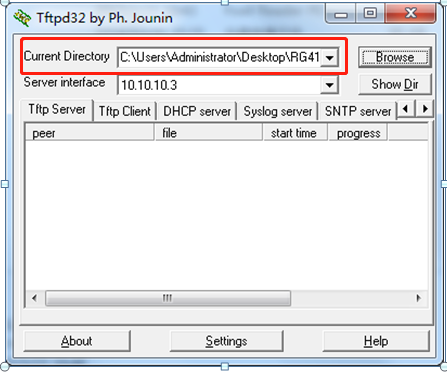 Tftpd32 by Ph. Jounin
Current Directory C:\Users\Administrator\Desktop\RG41 Browse
Server interface 10.10.10.3 Show Dir
Tftp Server Tftp Client DHCP server Syslog server SNTP server
peer file start time progress
About Settings Help